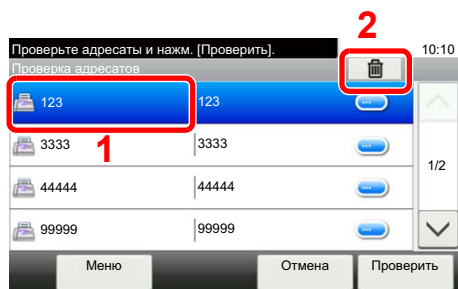 2
Проверьте адресаты и нажм. [Проверить]. 10:10
Проверка адресатов
123 123
3333 3333
1
1/2
44444 44444
99999 99999
Меню Отмена Проверить